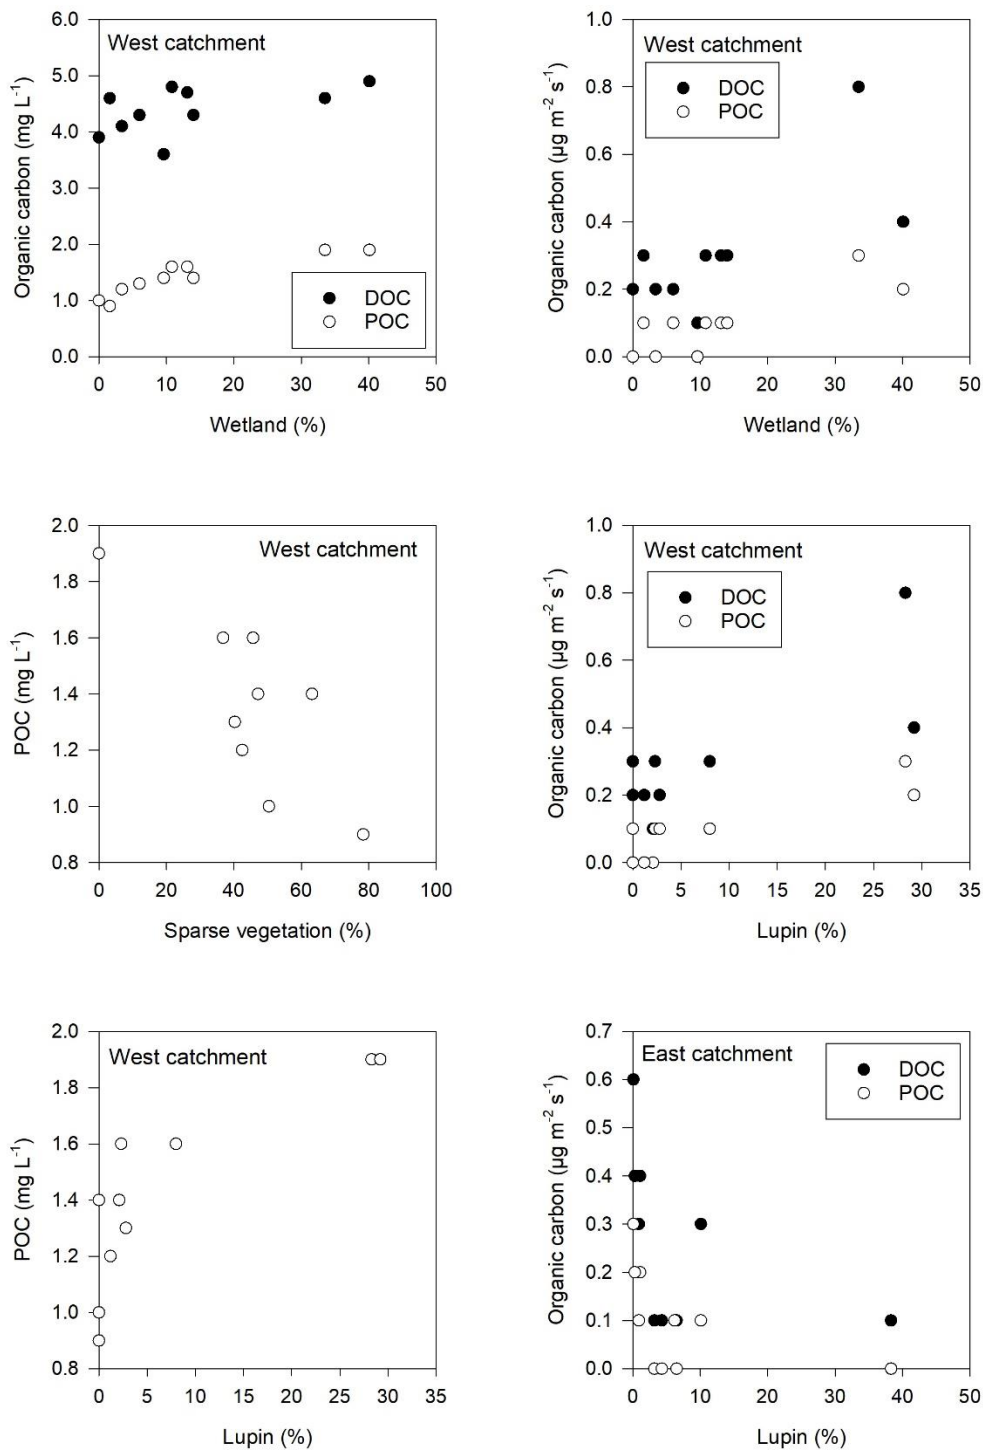 West catchment
Organic carbon (mg L⁻¹)
6.0
5.0
4.0
3.0
2.0
1.0
0.0
DOC
POC
0 10 20 30 40 50
Wetland (%)
West catchment
DOC
POC
Organic carbon (µg m⁻² s⁻¹)
1.0
0.8
0.6
0.4
0.2
0.0
0 10 20 30 40 50
Wetland (%)
West catchment
POC (mg L⁻¹)
2.0
1.8
1.6
1.4
1.2
1.0
0.8
0 20 40 60 80 100
Sparse vegetation (%)
West catchment
DOC
POC
Organic carbon (µg m⁻² s⁻¹)
1.0
0.8
0.6
0.4
0.2
0.0
0 5 10 15 20 25 30 35
Lupin (%)
West catchment
POC (mg L⁻¹)
2.0
1.8
1.6
1.4
1.2
1.0
0.8
0 5 10 15 20 25 30 35
Lupin (%)
East catchment
DOC
POC
Organic carbon (µg m⁻² s⁻¹)
0.7
0.6
0.5
0.4
0.3
0.2
0.1
0.0
0 10 20 30 40 50
Lupin (%)